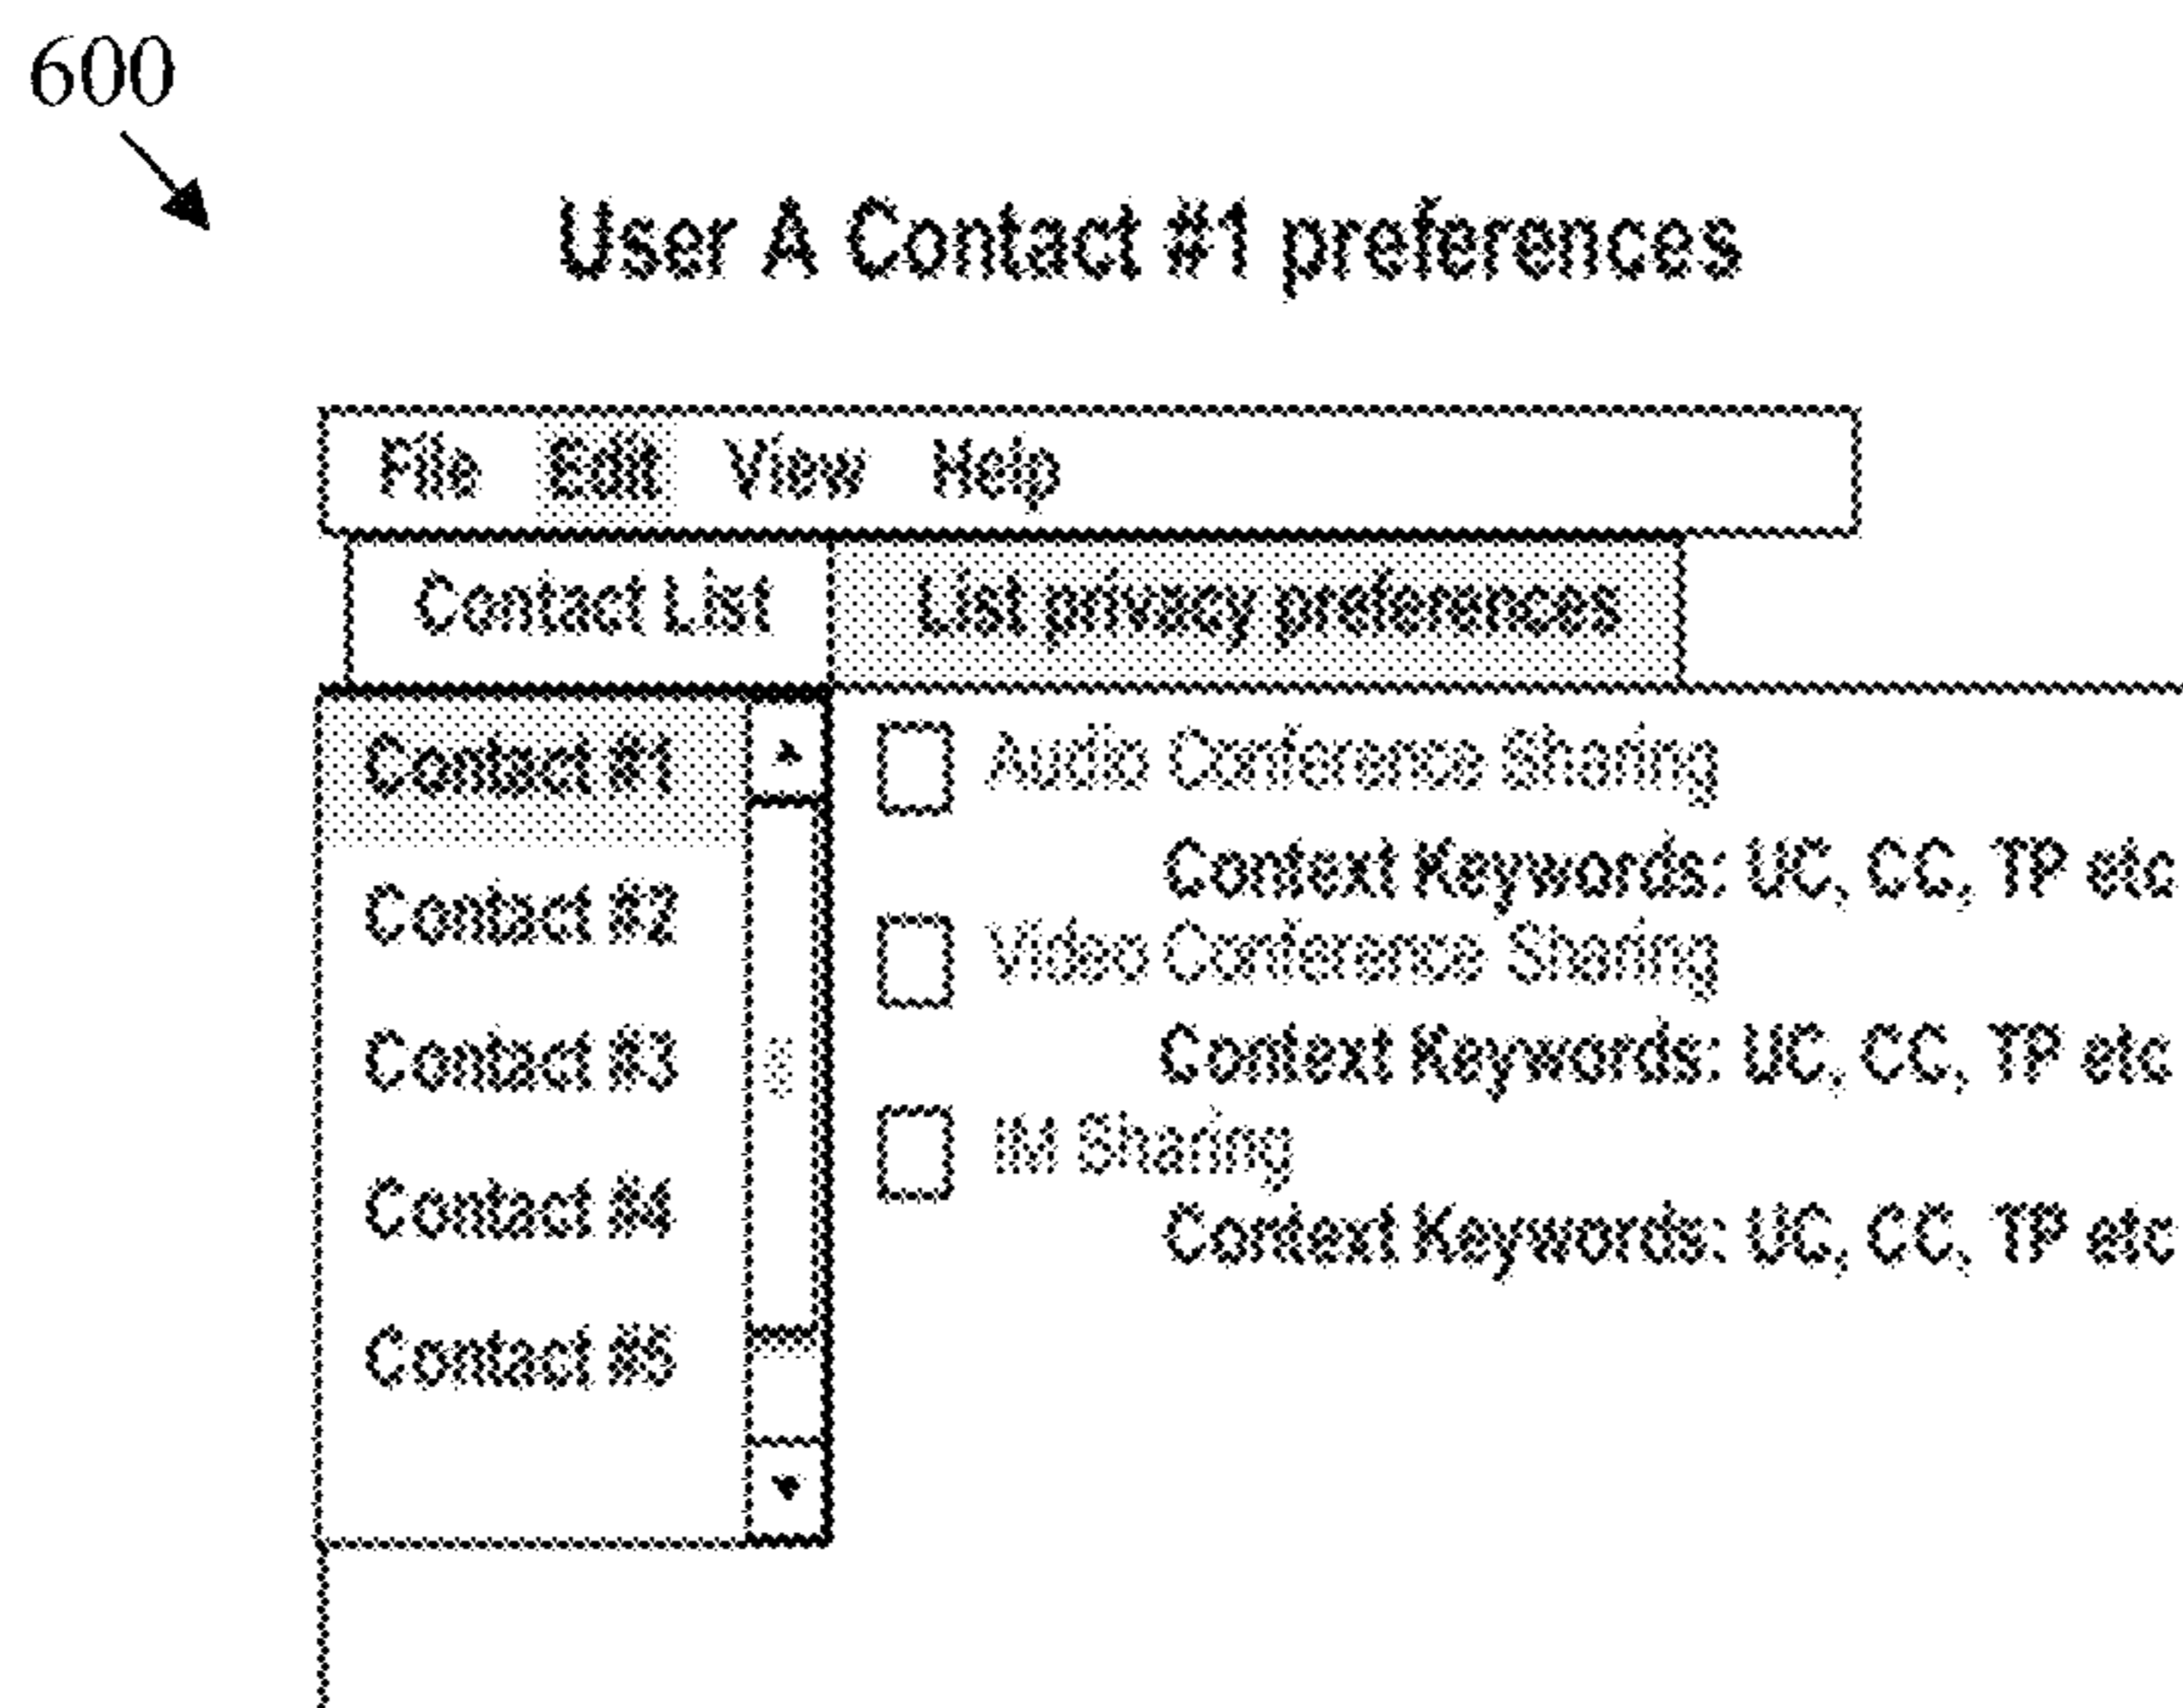 600
User A Contact #1 preferences
File Edit View Help
Contact List List privacy preferences
Contact #1
Contact #2
Contact #3
Contact #4
Contact #5
Audio Conference Sharing
Context Keywords: UC, CC, TP etc
Video Conference Sharing
Context Keywords: UC, CC, TP etc
IM Sharing
Context Keywords: UC, CC, TP etc